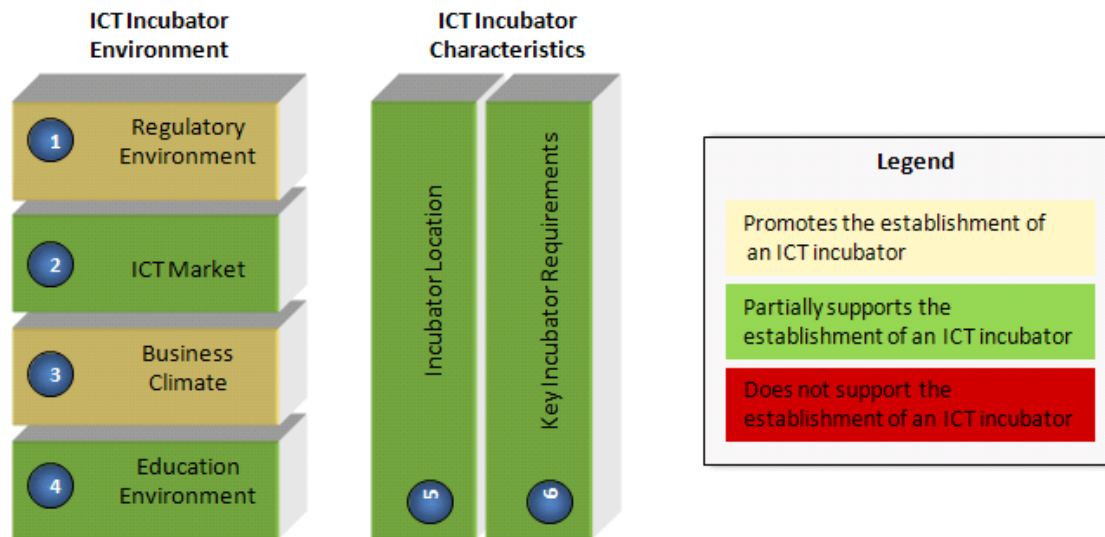 ICT Incubator
Environment
1
Regulatory
Environment
2
ICT Market
3
Business
Climate
4
Education
Environment
ICT Incubator
Characteristics
Incubator Location
5
Key Incubator Requirements
6
Legend
Promotes the establishment of
an ICT incubator
Partially supports the
establishment of an ICT incubator
Does not support the
establishment of an ICT incubator